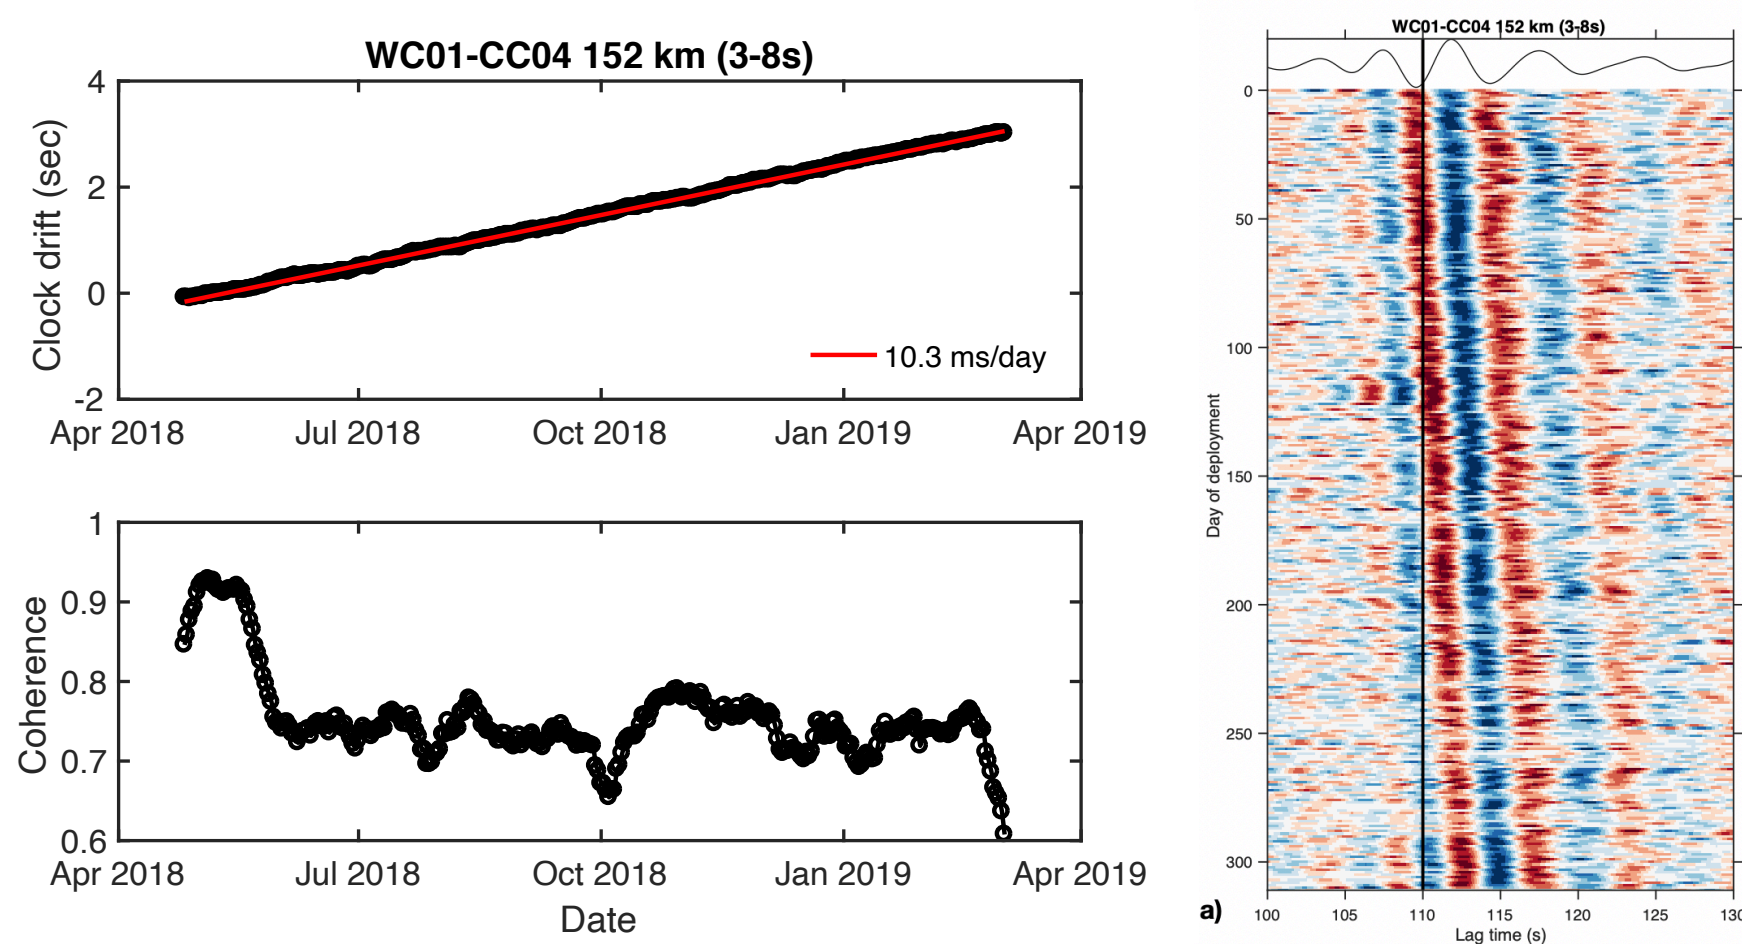 WC01-CC04 152 km (3-8s)
4
2
0
-2
Clock drift (sec)
10.3 ms/day
Apr 2018 Jul 2018 Oct 2018 Jan 2019 Apr 2019
1
0.9
0.8
0.7
0.6
Coherence
Apr 2018 Jul 2018 Oct 2018 Jan 2019 Apr 2019
Date
WC01-CC04 152 km (3-8s)
0
50
100
150
200
250
300
Day of deployment
a)
100 105 110 115 120 125 130
Lag time (s)